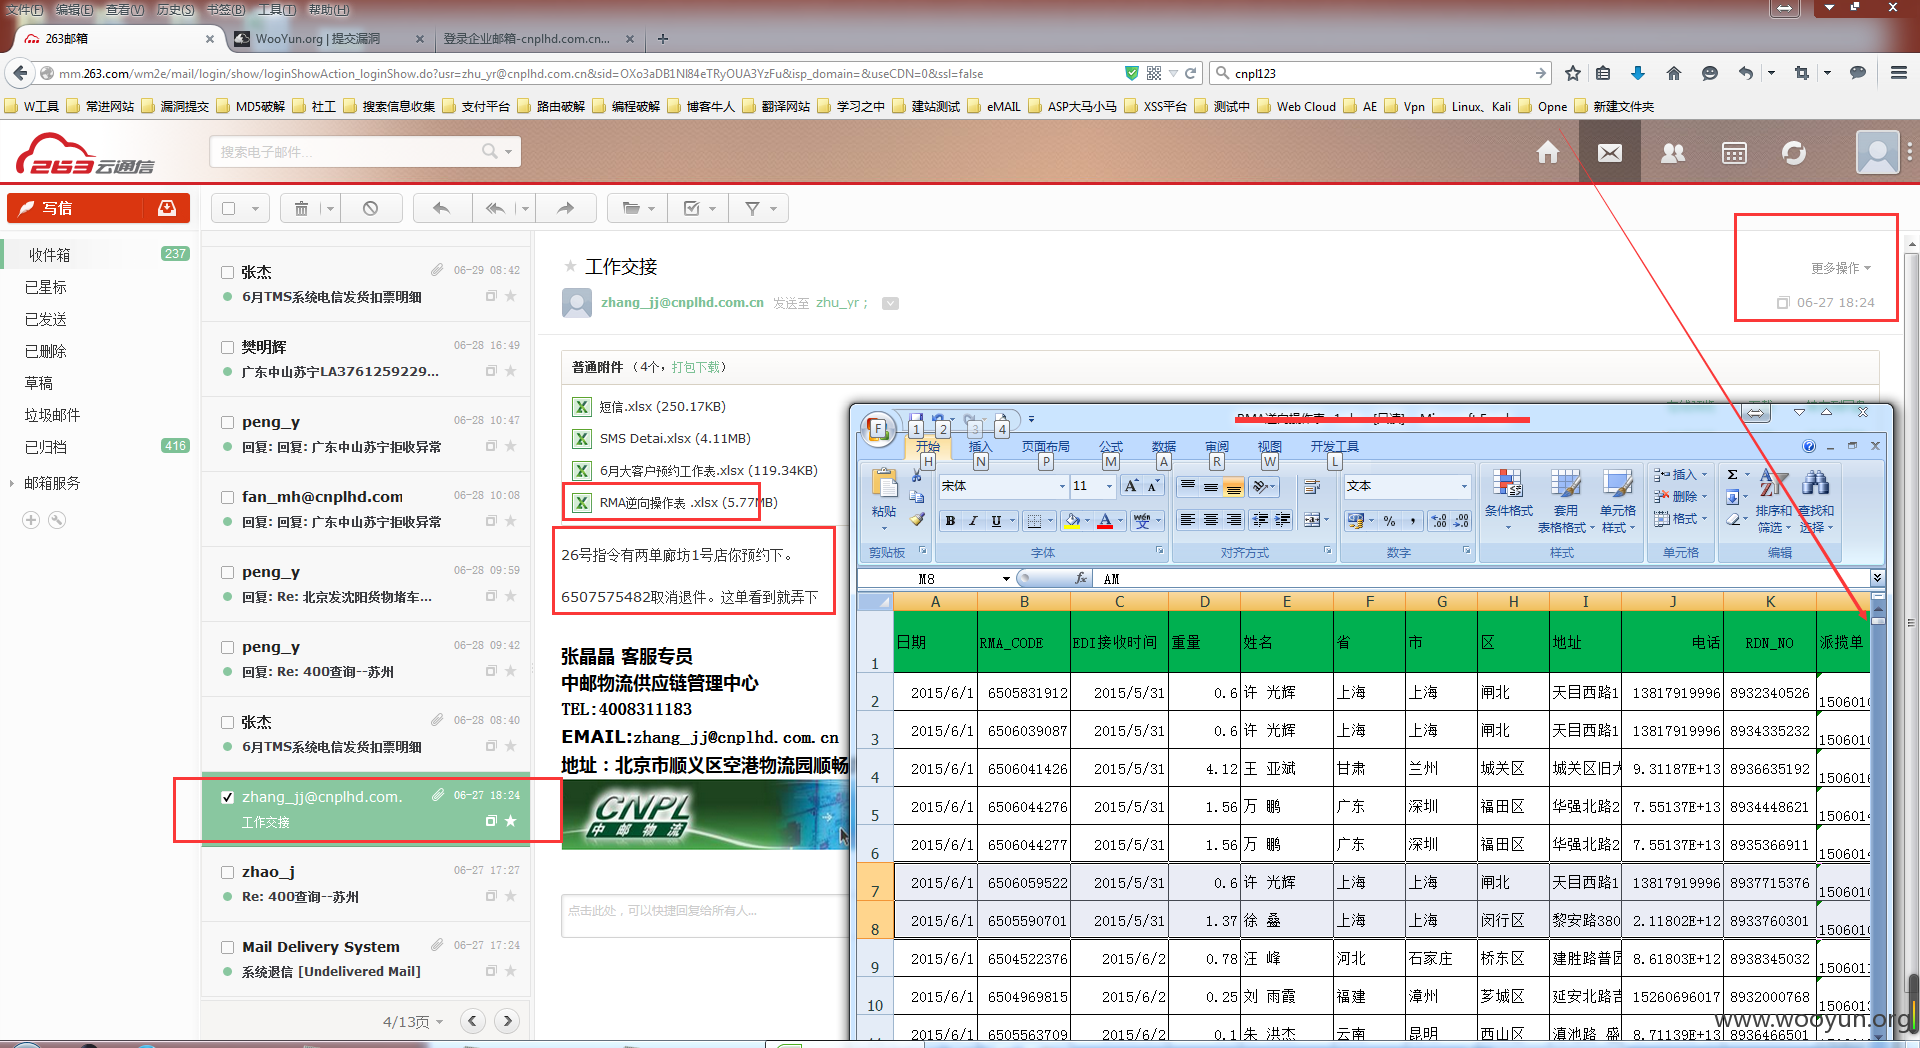 文件(F) 编辑(E) 查看(V) 历史(S) 书签(B) 工具(T) 帮助(H)
263邮箱 WooYun.org | 提交漏洞 登录企业邮箱-cnplhd.com.cn...
mm.263.com/wm2e/mail/login/show/loginShowAction_loginShow.do?usr=zhu_yr@cnplhd.com.cn&sid=OXo3aDB1Nl84eTRyOUA3YzFu&isp_domain=&useCDN=0&ssl=false cnpl123
W工具 常进网站 漏洞提交 MD5破解 社工 搜索信息收集 支付平台 路由破解 编程破解 博客牛人 翻译网站 学习之中 建站测试 eMAIL ASP大马小马 XSS平台 测试中 Web Cloud AE Vpn Linux、Kali Opne 新建文件夹
263云通信 搜索电子邮件...
写信
收件箱 237
已星标
已发送
已删除
草稿
垃圾邮件
已归档 416
邮箱服务
张杰 06-29 08:42
6月TMS系统电信发货扣票明细
樊明辉 06-28 16:49
广东中山苏宁LA3761259229...
peng_y 06-28 10:47
回复: 回复: 广东中山苏宁拒收异常
fan_mh@cnplhd.com 06-28 10:08
回复: 回复: 广东中山苏宁拒收异常
peng_y 06-28 09:59
回复: Re: 北京发沈阳货物堵车...
peng_y 06-28 09:42
回复: Re: 400查询--苏州
张杰 06-28 08:40
6月TMS系统电信发货扣票明细
zhang_jj@cnplhd.com. 06-27 18:24
工作交接
zhao_j 06-27 17:27
Re: 400查询--苏州
Mail Delivery System 06-27 17:24
系统退信 [Undelivered Mail]
4/13页
工作交接
更多操作
zhang_jj@cnplhd.com.cn 发送至 zhu_yr ;
06-27 18:24
普通附件 （4个，打包下载）
短信.xlsx (250.17KB)
SMS Detai.xlsx (4.11MB)
6月大客户预约工作表.xlsx (119.34KB)
RMA逆向操作表 .xlsx (5.77MB)
26号指令有两单廊坊1号店你预约下。
6507575482取消退件。这单看到就弄下
张晶晶 客服专员
中邮物流供应链管理中心
TEL:4008311183
EMAIL:zhang_jj@cnplhd.com.cn
地址：北京市顺义区空港物流园顺畅
CNPL
中邮物流
点击此处，可以快捷回复给所有人...
F 1 2 3 4
开始 插入 页面布局 公式 数据 审阅 视图 开发工具
H N P M A R W L
粘贴 宋体 11 文本 条件格式 套用 表格格式 单元格 样式 插入 删除 格式 排序和 筛选 查找和 选择
剪贴板 字体 对齐方式 数字 样式 单元格 编辑
M8 fx AM
A B C D E F G H I J K
1 日期 RMA_CODE EDI接收时间 重量 姓名 省 市 区 地址 电话 RDN_NO 派揽单
2 2015/6/1 6505831912 2015/5/31 0.6 许 光辉 上海 上海 闸北 天目西路1 13817919996 8932340526 150601
3 2015/6/1 6506039087 2015/5/31 0.6 许 光辉 上海 上海 闸北 天目西路1 13817919996 8934335232 150601
4 2015/6/1 6506041426 2015/5/31 4.12 王 亚斌 甘肃 兰州 城关区 城关区旧大 9.31187E+13 8936635192 150601
5 2015/6/1 6506044276 2015/5/31 1.56 万 鹏 广东 深圳 福田区 华强北路2 7.55137E+13 8934448621 150601
6 2015/6/1 6506044277 2015/5/31 1.56 万 鹏 广东 深圳 福田区 华强北路2 7.55137E+13 8935366911 150601
7 2015/6/1 6506059522 2015/5/31 0.6 许 光辉 上海 上海 闸北 天目西路1 13817919996 8937715376 150601
8 2015/6/1 6505590701 2015/5/31 1.37 徐 鑫 上海 上海 闵行区 黎安路380 2.11802E+12 8933760301 150601
9 2015/6/1 6504522376 2015/6/2 0.78 汪 峰 河北 石家庄 桥东区 建胜路普 8.61803E+12 8938345032 150601
10 2015/6/1 6504969815 2015/6/2 0.25 刘 雨霞 福建 漳州 芗城区 延安北路 15260696017 8932000768 150601
2015/6/1 6505563709 2015/6/2 0.1 朱 洪杰 云南 昆明 西山区 滇池路 盛 8.71139E+13 8936466501
www.wooyun.org